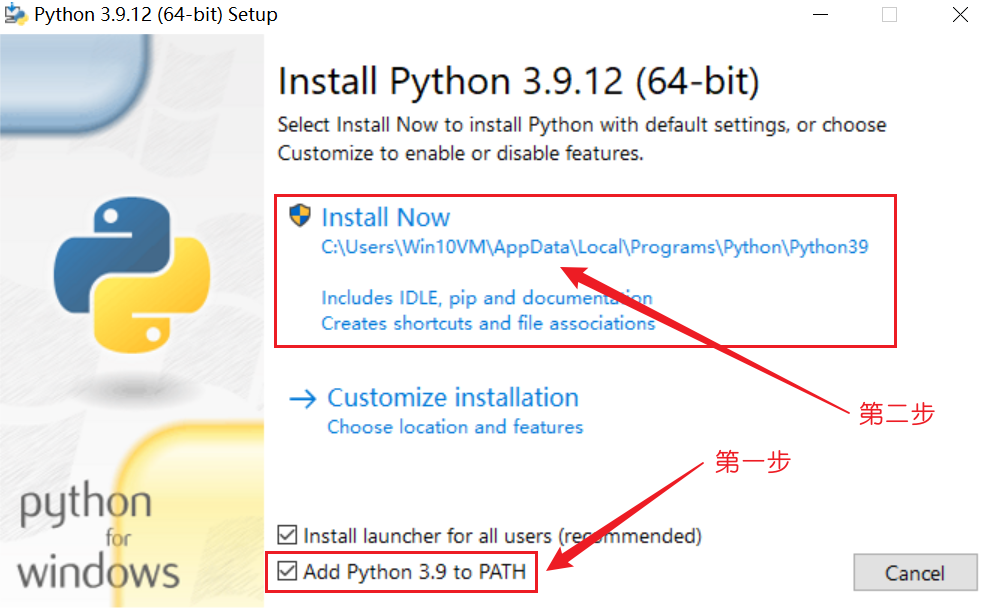 Python 3.9.12 (64-bit) Setup
Install Python 3.9.12 (64-bit)
Select Install Now to install Python with default settings, or choose
Customize to enable or disable features.
Install Now
C:\Users\Win10VM\AppData\Local\Programs\Python\Python39
Includes IDLE, pip and documentation
Creates shortcuts and file associations
Customize installation
Choose location and features
第二步
第一步
python
for
windows
Install launcher for all users (recommended)
Add Python 3.9 to PATH
Cancel